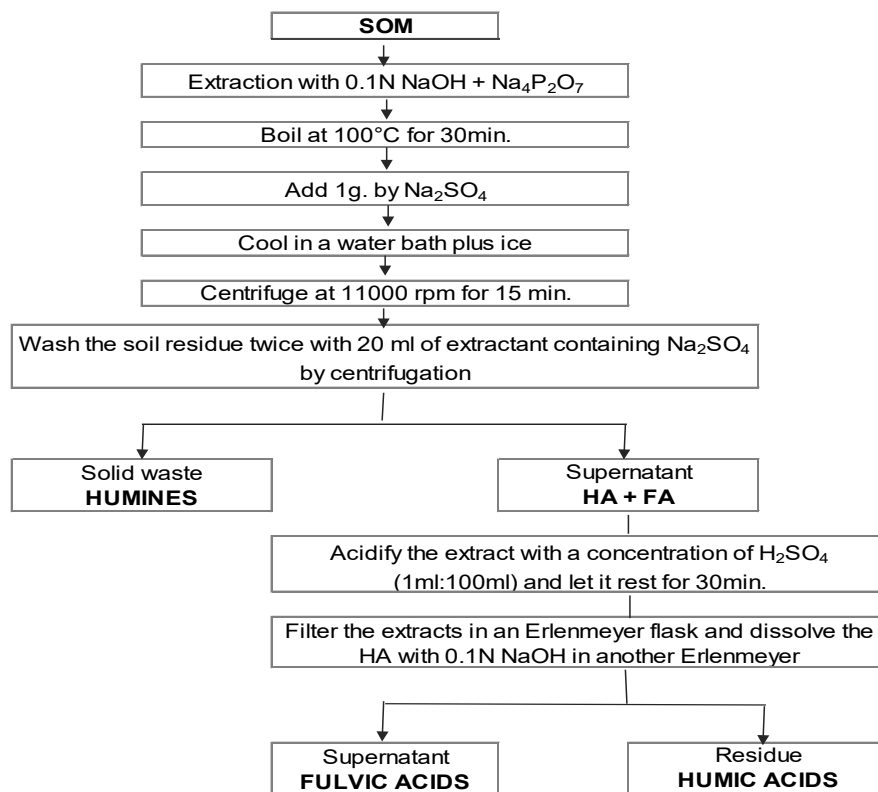 SOM
Extraction with 0.1N NaOH + Na₄P₂O₇
Boil at 100°C for 30min.
Add 1g. by Na₂SO₄
Cool in a water bath plus ice
Centrifuge at 11000 rpm for 15 min.
Wash the soil residue twice with 20 ml of extractant containing Na₂SO₄
by centrifugation
Solid waste
HUMINES
Supernatant
HA + FA
Acidify the extract with a concentration of H₂SO₄
(1ml:100ml) and let it rest for 30min.
Filter the extracts in an Erlenmeyer flask and dissolve the
HA with 0.1N NaOH in another Erlenmeyer
Supernatant
FULVIC ACIDS
Residue
HUMIC ACIDS